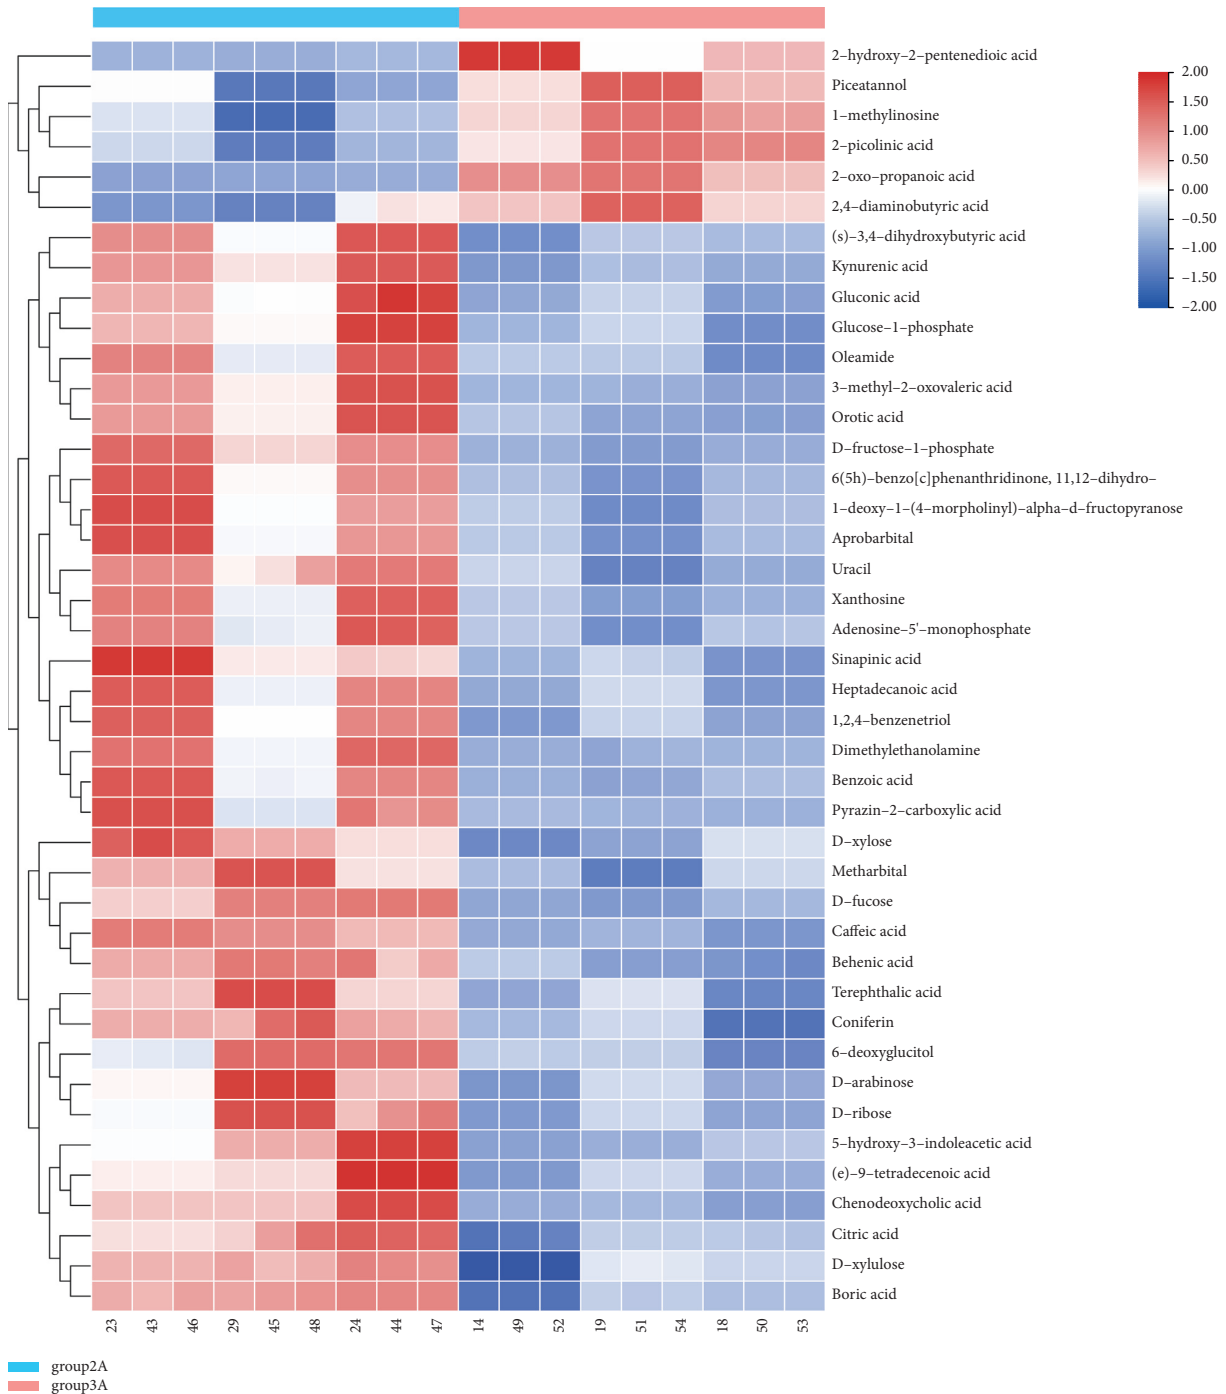 2–hydroxy–2–pentenedioic acid
Piceatannol
1–methylinosine
2–picolinic acid
2–oxo–propanoic acid
2,4–diaminobutyric acid
(s)–3,4–dihydroxybutyric acid
Kynurenic acid
Gluconic acid
Glucose–1–phosphate
Oleamide
3–methyl–2–oxovaleric acid
Orotic acid
D–fructose–1–phosphate
6(5h)–benzo[c]phenanthridinone, 11,12–dihydro–
1–deoxy–1–(4–morpholinyl)–alpha–d–fructopyranose
Aprobarbital
Uracil
Xanthosine
Adenosine–5'–monophosphate
Sinapinic acid
Heptadecanoic acid
1,2,4–benzenetriol
Dimethylethanolamine
Benzoic acid
Pyrazin–2–carboxylic acid
D–xylose
Metharbital
D–fucose
Caffeic acid
Behenic acid
Terephthalic acid
Coniferin
6–deoxyglucitol
D–arabinose
D–ribose
5–hydroxy–3–indoleacetic acid
(e)–9–tetradecenoic acid
Chenodeoxycholic acid
Citric acid
D–xylulose
Boric acid
2.00
1.50
1.00
0.50
0.00
–0.50
–1.00
–1.50
–2.00
23 43 46 29 45 48 24 44 47 14 49 52 19 51 54 18 50 53
group2A
group3A